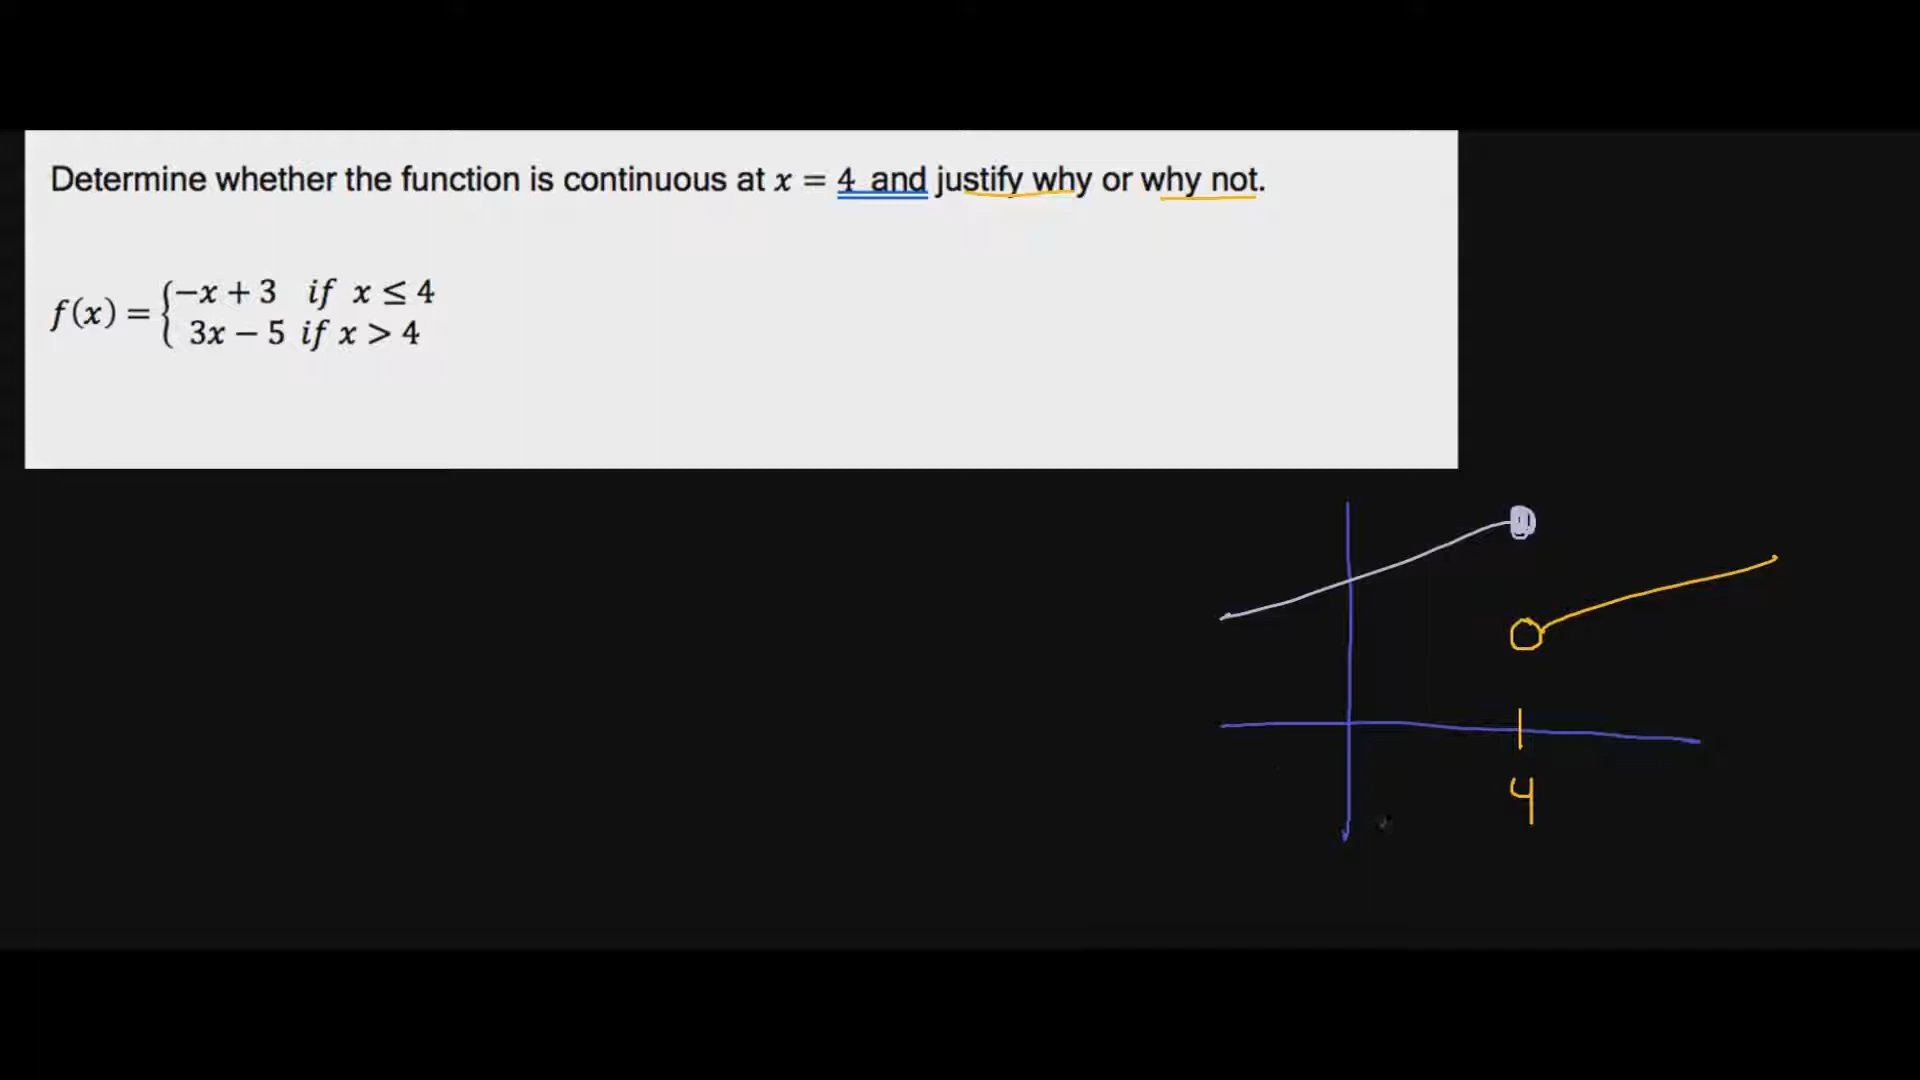 Determine whether the function is continuous at x = 4 and justify why or why not.
f(x) = {−x + 3 if x ≤ 4
3x − 5 if x > 4
4